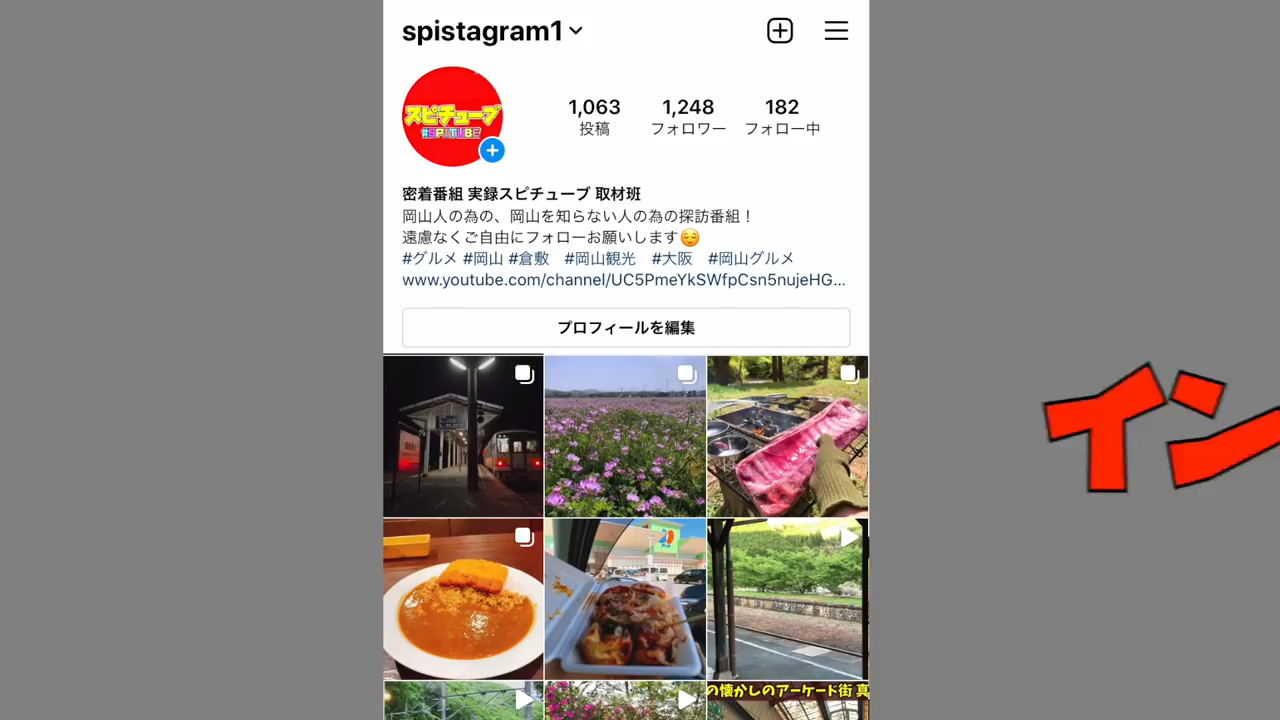 spistagram1
スピチューブ
#SPITUBE
1,063
投稿
1,248
フォロワー
182
フォロー中
密着番組 実録スピチューブ 取材班
岡山人の為の、岡山を知らない人の為の探訪番組！
遠慮なくご自由にフォローお願いします😌
#グルメ #岡山 #倉敷　#岡山観光　#大阪　#岡山グルメ
www.youtube.com/channel/UC5PmeYkSWfpCsn5nujeHG...
プロフィールを編集
イン
の懐かしのアーケード街 真